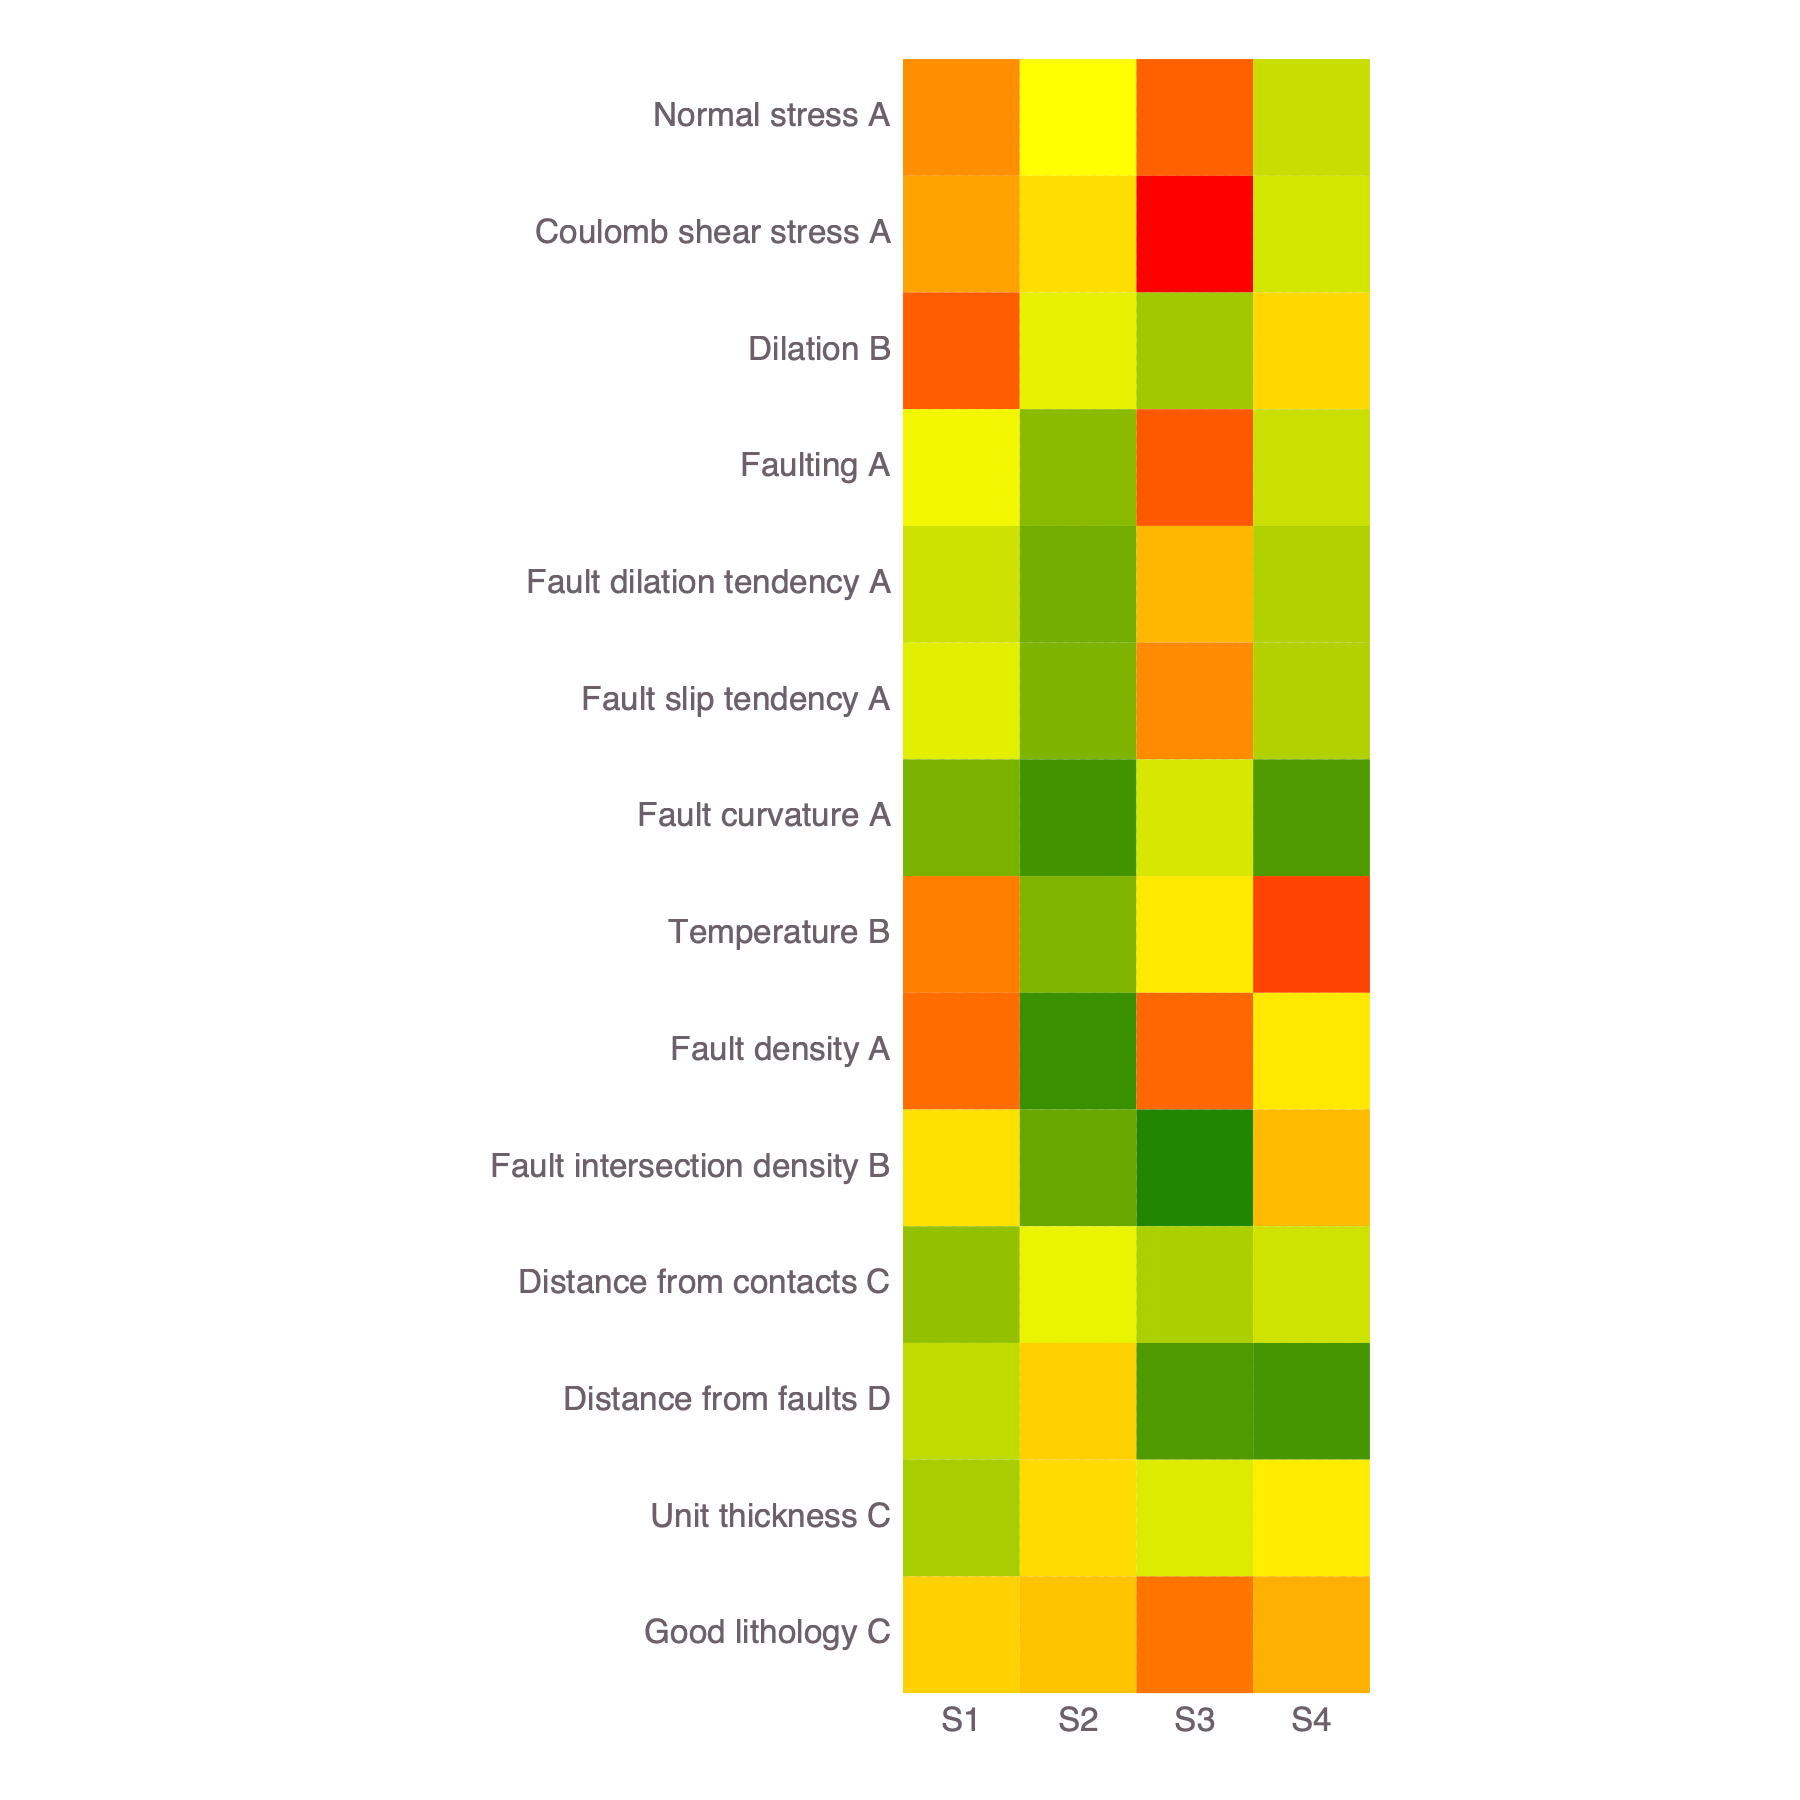 Normal stress A
Coulomb shear stress A
Dilation B
Faulting A
Fault dilation tendency A
Fault slip tendency A
Fault curvature A
Temperature B
Fault density A
Fault intersection density B
Distance from contacts C
Distance from faults D
Unit thickness C
Good lithology C
S1 S2 S3 S4